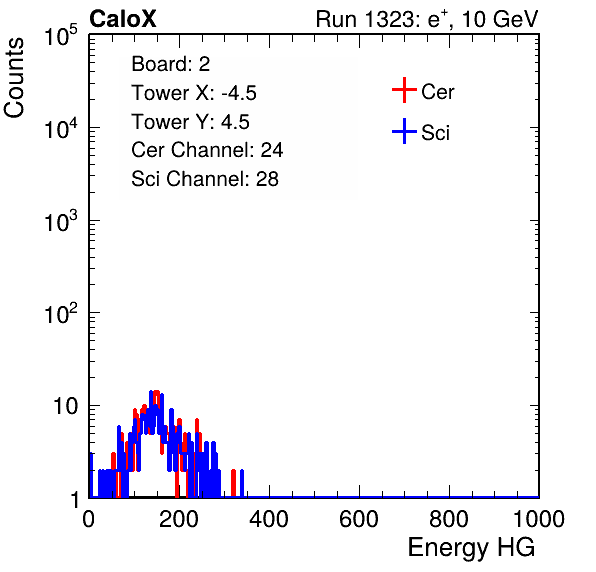 CaloX Run 1323: e⁺, 10 GeV
Counts
10⁵
10⁴
10³
10²
10
1
Board: 2
Tower X: -4.5
Tower Y: 4.5
Cer Channel: 24
Sci Channel: 28
Cer
Sci
0 200 400 600 800 1000
Energy HG